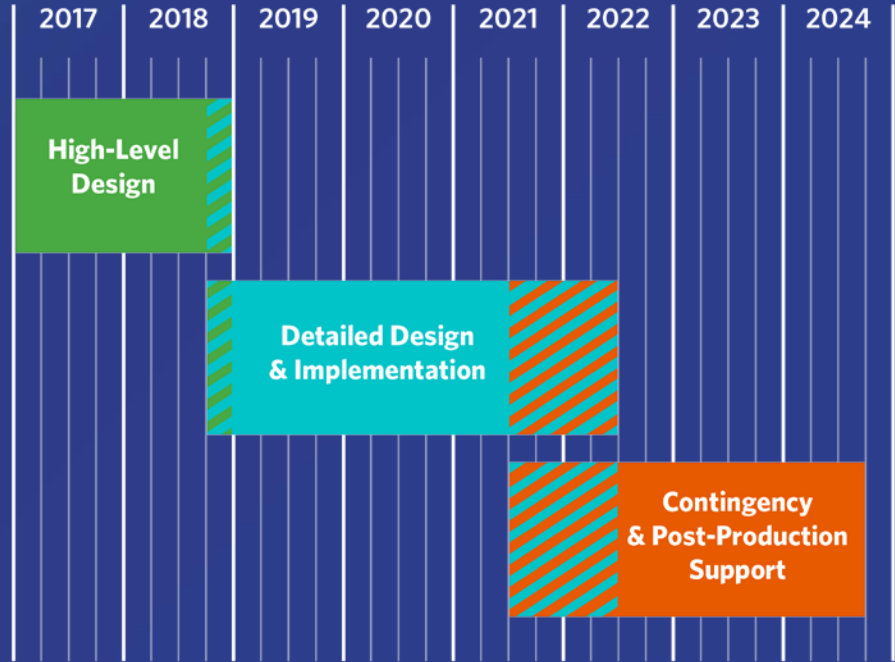 2017 2018 2019 2020 2021 2022 2023 2024
High-Level
Design
Detailed Design
& Implementation
Contingency
& Post-Production
Support